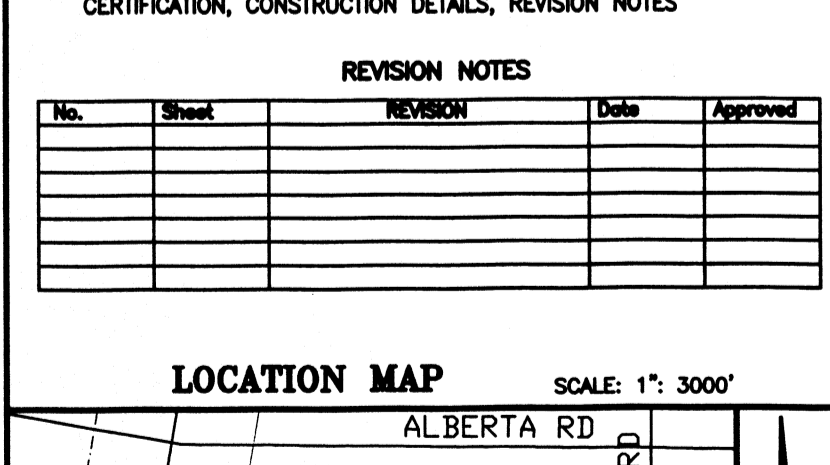 CERTIFICATION, CONSTRUCTION DETAILS, REVISION NOTES
REVISION NOTES
No. Sheet REVISION Date Approved
LOCATION MAP SCALE: 1": 3000'
ALBERTA RD
RD